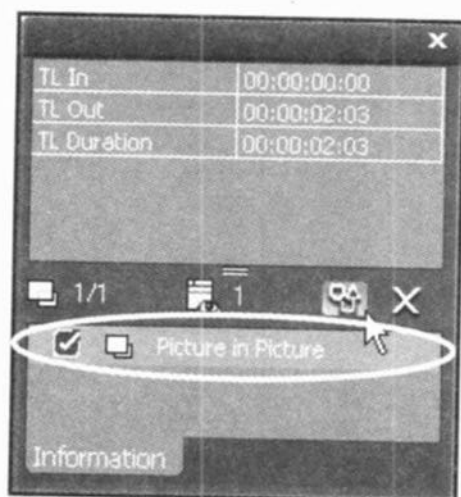 TL In 00:00:00:00
TL Out 00:00:02:03
TL Duration 00:00:02:03
1/1 1
Picture in Picture
Information